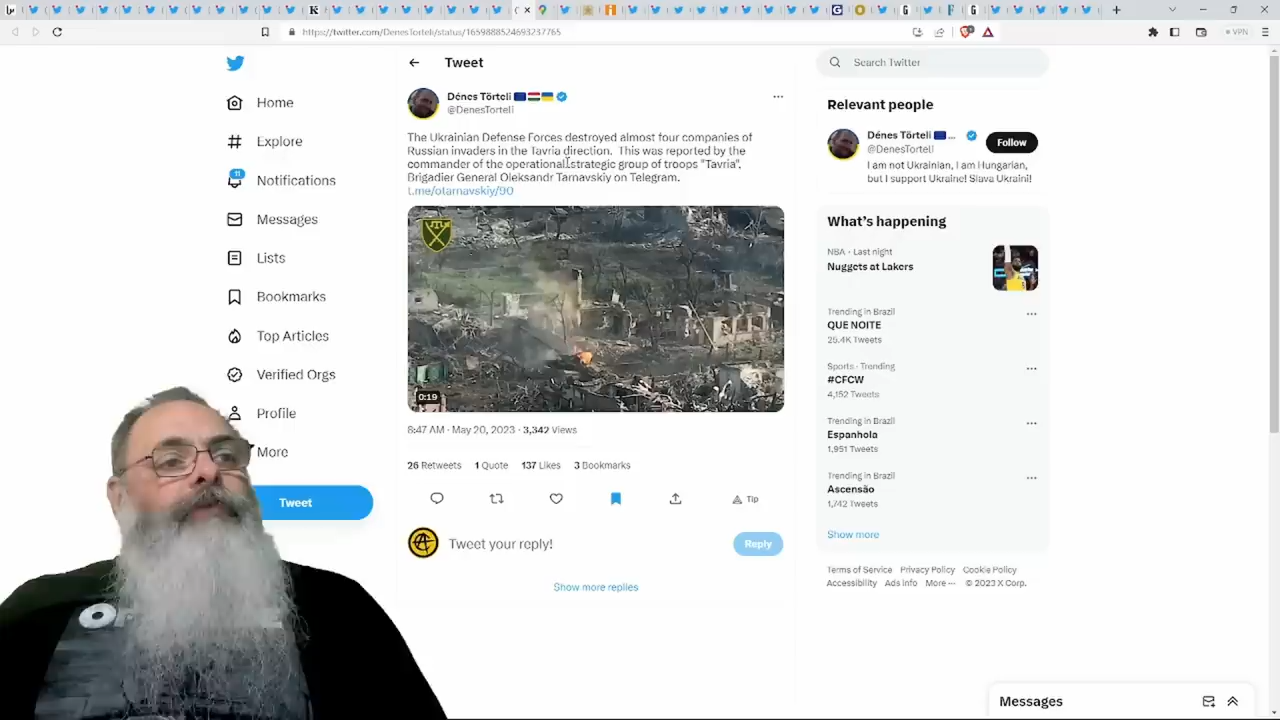 https://twitter.com/DenesTorteli/status/1659888524693237765
VPN
Home
Explore
11
Notifications
Messages
Lists
Bookmarks
Top Articles
Verified Orgs
Profile
More
Tweet
Tweet
Dénes Törteli
@DenesTorteli
The Ukrainian Defense Forces destroyed almost four companies of
Russian invaders in the Tavria direction. This was reported by the
commander of the operational-strategic group of troops "Tavria",
Brigadier General Oleksandr Tarnavskiy on Telegram.
t.me/otarnavskiy/90
0:19
8:47 AM · May 20, 2023 · 3,342 Views
26 Retweets 1 Quote 137 Likes 3 Bookmarks
Tip
Tweet your reply!
Reply
Show more replies
Search Twitter
Relevant people
Dénes Törteli ...
@DenesTorteli
Follow
I am not Ukrainian, I am Hungarian,
but I support Ukraine! Slava Ukraini!
What's happening
NBA · Last night
Nuggets at Lakers
Trending in Brazil
QUE NOITE
25.4K Tweets
Sports · Trending
#CFCW
4,152 Tweets
Trending in Brazil
Espanhola
1,951 Tweets
Trending in Brazil
Ascensão
1,742 Tweets
Show more
Terms of Service Privacy Policy Cookie Policy
Accessibility Ads info More ··· © 2023 X Corp.
Messages